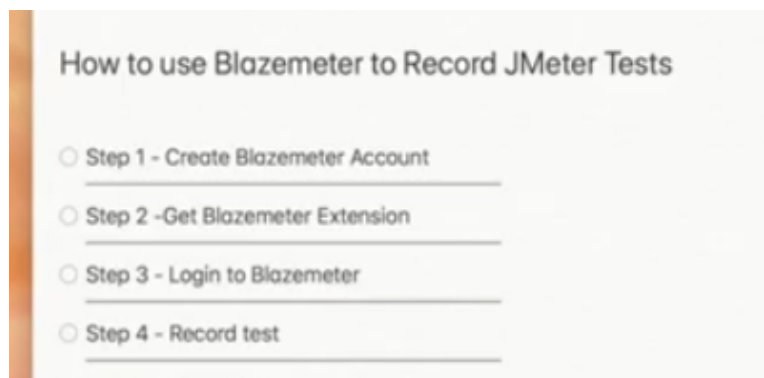 How to use Blazemeter to Record JMeter Tests
Step 1 - Create Blazemeter Account
Step 2 -Get Blazemeter Extension
Step 3 - Login to Blazemeter
Step 4 - Record test